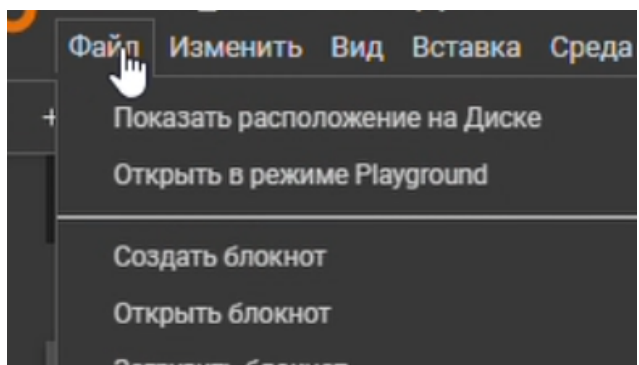 Файл Изменить Вид Вставка Среда
+
Показать расположение на Диске
Открыть в режиме Playground
Создать блокнот
Открыть блокнот